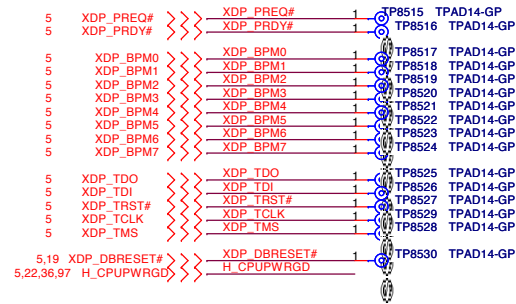 5 XDP_PREQ# XDP_PREQ# 1 TP8515 TPAD14-GP
5 XDP_PRDY# XDP_PRDY# 1 TP8516 TPAD14-GP
5 XDP_BPM0 XDP_BPM0 1 TP8517 TPAD14-GP
5 XDP_BPM1 XDP_BPM1 1 TP8518 TPAD14-GP
5 XDP_BPM2 XDP_BPM2 1 TP8519 TPAD14-GP
5 XDP_BPM3 XDP_BPM3 1 TP8520 TPAD14-GP
5 XDP_BPM4 XDP_BPM4 1 TP8521 TPAD14-GP
5 XDP_BPM5 XDP_BPM5 1 TP8522 TPAD14-GP
5 XDP_BPM6 XDP_BPM6 1 TP8523 TPAD14-GP
5 XDP_BPM7 XDP_BPM7 1 TP8524 TPAD14-GP
5 XDP_TDO XDP_TDO 1 TP8525 TPAD14-GP
5 XDP_TDI XDP_TDI 1 TP8526 TPAD14-GP
5 XDP_TRST# XDP_TRST# 1 TP8527 TPAD14-GP
5 XDP_TCLK XDP_TCLK 1 TP8529 TPAD14-GP
5 XDP_TMS XDP_TMS 1 TP8528 TPAD14-GP
5,19 XDP_DBRESET# XDP_DBRESET# 1 TP8530 TPAD14-GP
5,22,36,97 H_CPUPWRGD H_CPUPWRGD